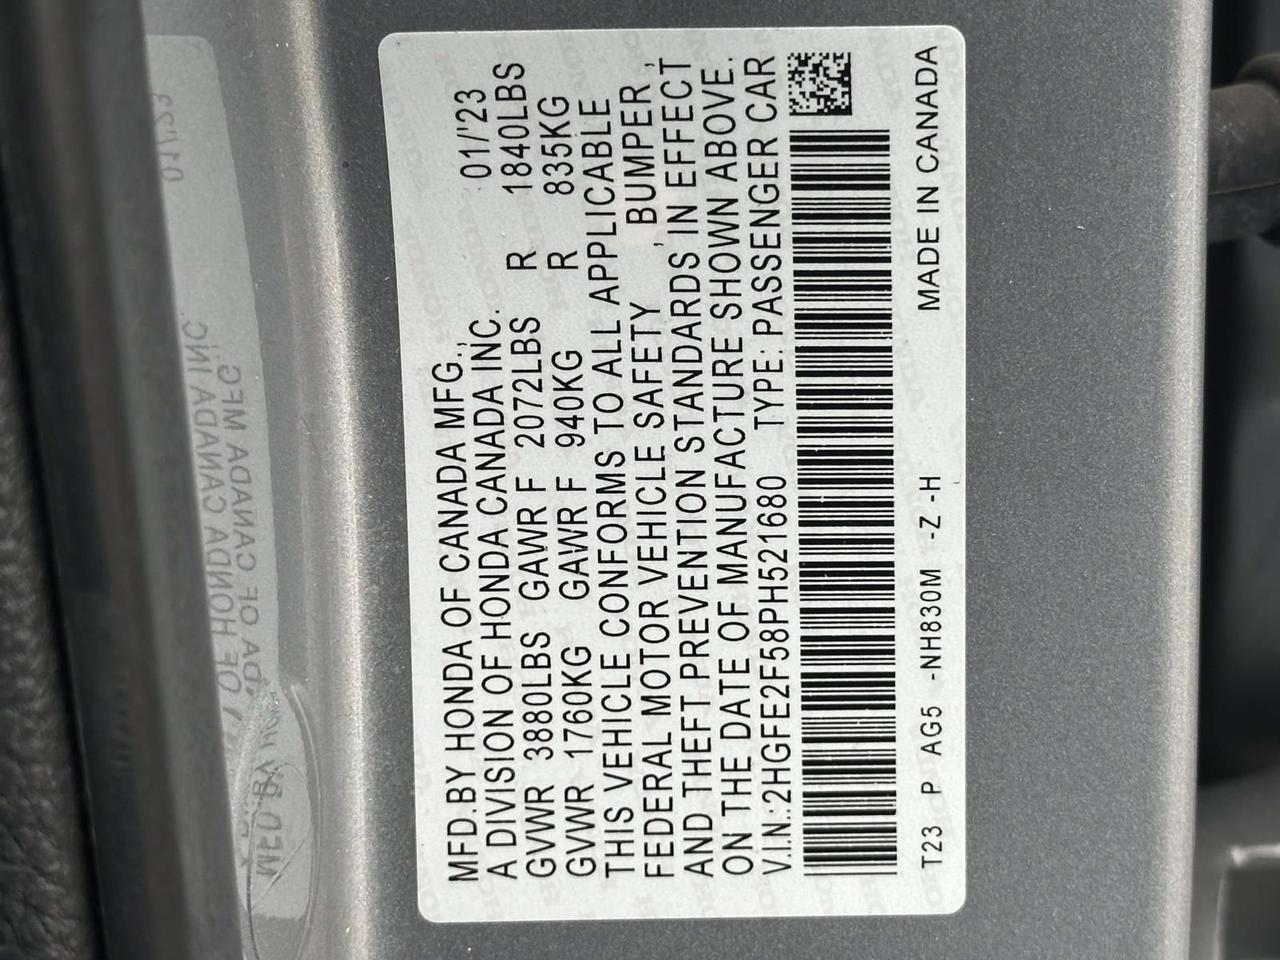 MFD.BY HONDA OF CANADA MFG., 01/'23
A DIVISION OF HONDA CANADA INC.
GVWR 3880LBS GAWR F 2072LBS R 1840LBS
GVWR 1760KG GAWR F 940KG R 835KG
THIS VEHICLE CONFORMS TO ALL APPLICABLE
FEDERAL MOTOR VEHICLE SAFETY , BUMPER ,
AND THEFT PREVENTION STANDARDS IN EFFECT
ON THE DATE OF MANUFACTURE SHOWN ABOVE.
V.I.N.:2HGFE2F58PH521680 TYPE: PASSENGER CAR
T23 P AG5 -NH830M -Z -H MADE IN CANADA